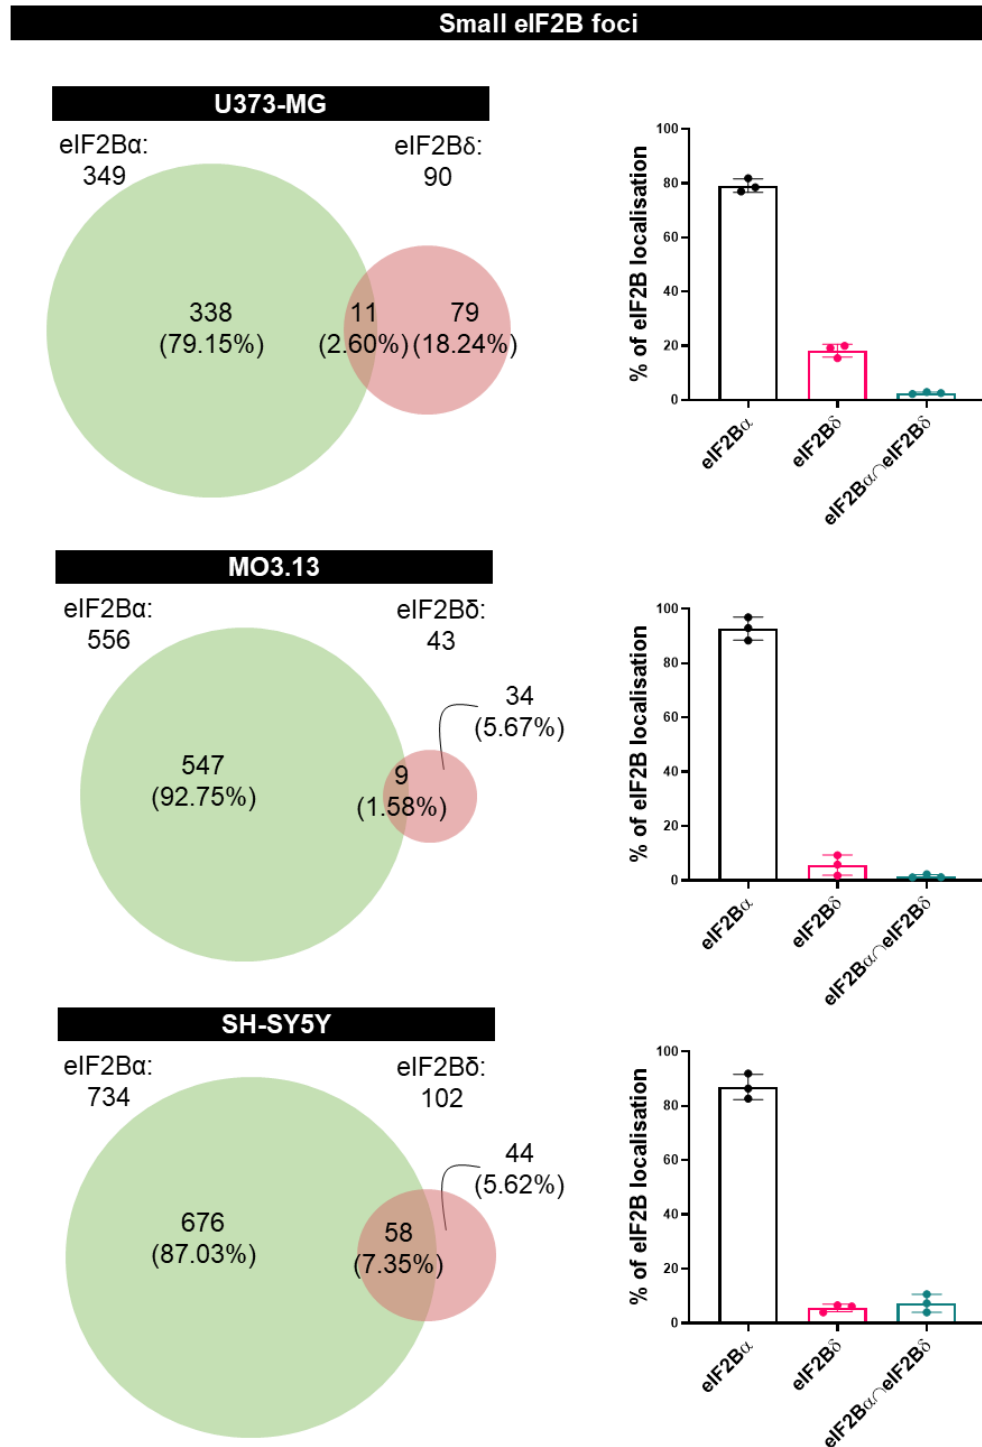 Small eIF2B foci
U373-MG
eIF2Bα:
349
eIF2Bδ:
90
338
(79.15%)
11
(2.60%)
79
(18.24%)
% of eIF2B localisation
100
80
60
40
20
0
eIF2Bα
eIF2Bδ
eIF2Bα∩eIF2Bδ
MO3.13
eIF2Bα:
556
eIF2Bδ:
43
34
(5.67%)
547
(92.75%)
9
(1.58%)
% of eIF2B localisation
100
80
60
40
20
0
eIF2Bα
eIF2Bδ
eIF2Bα∩eIF2Bδ
SH-SY5Y
eIF2Bα:
734
eIF2Bδ:
102
44
(5.62%)
676
(87.03%)
58
(7.35%)
% of eIF2B localisation
100
80
60
40
20
0
eIF2Bα
eIF2Bδ
eIF2Bα∩eIF2Bδ